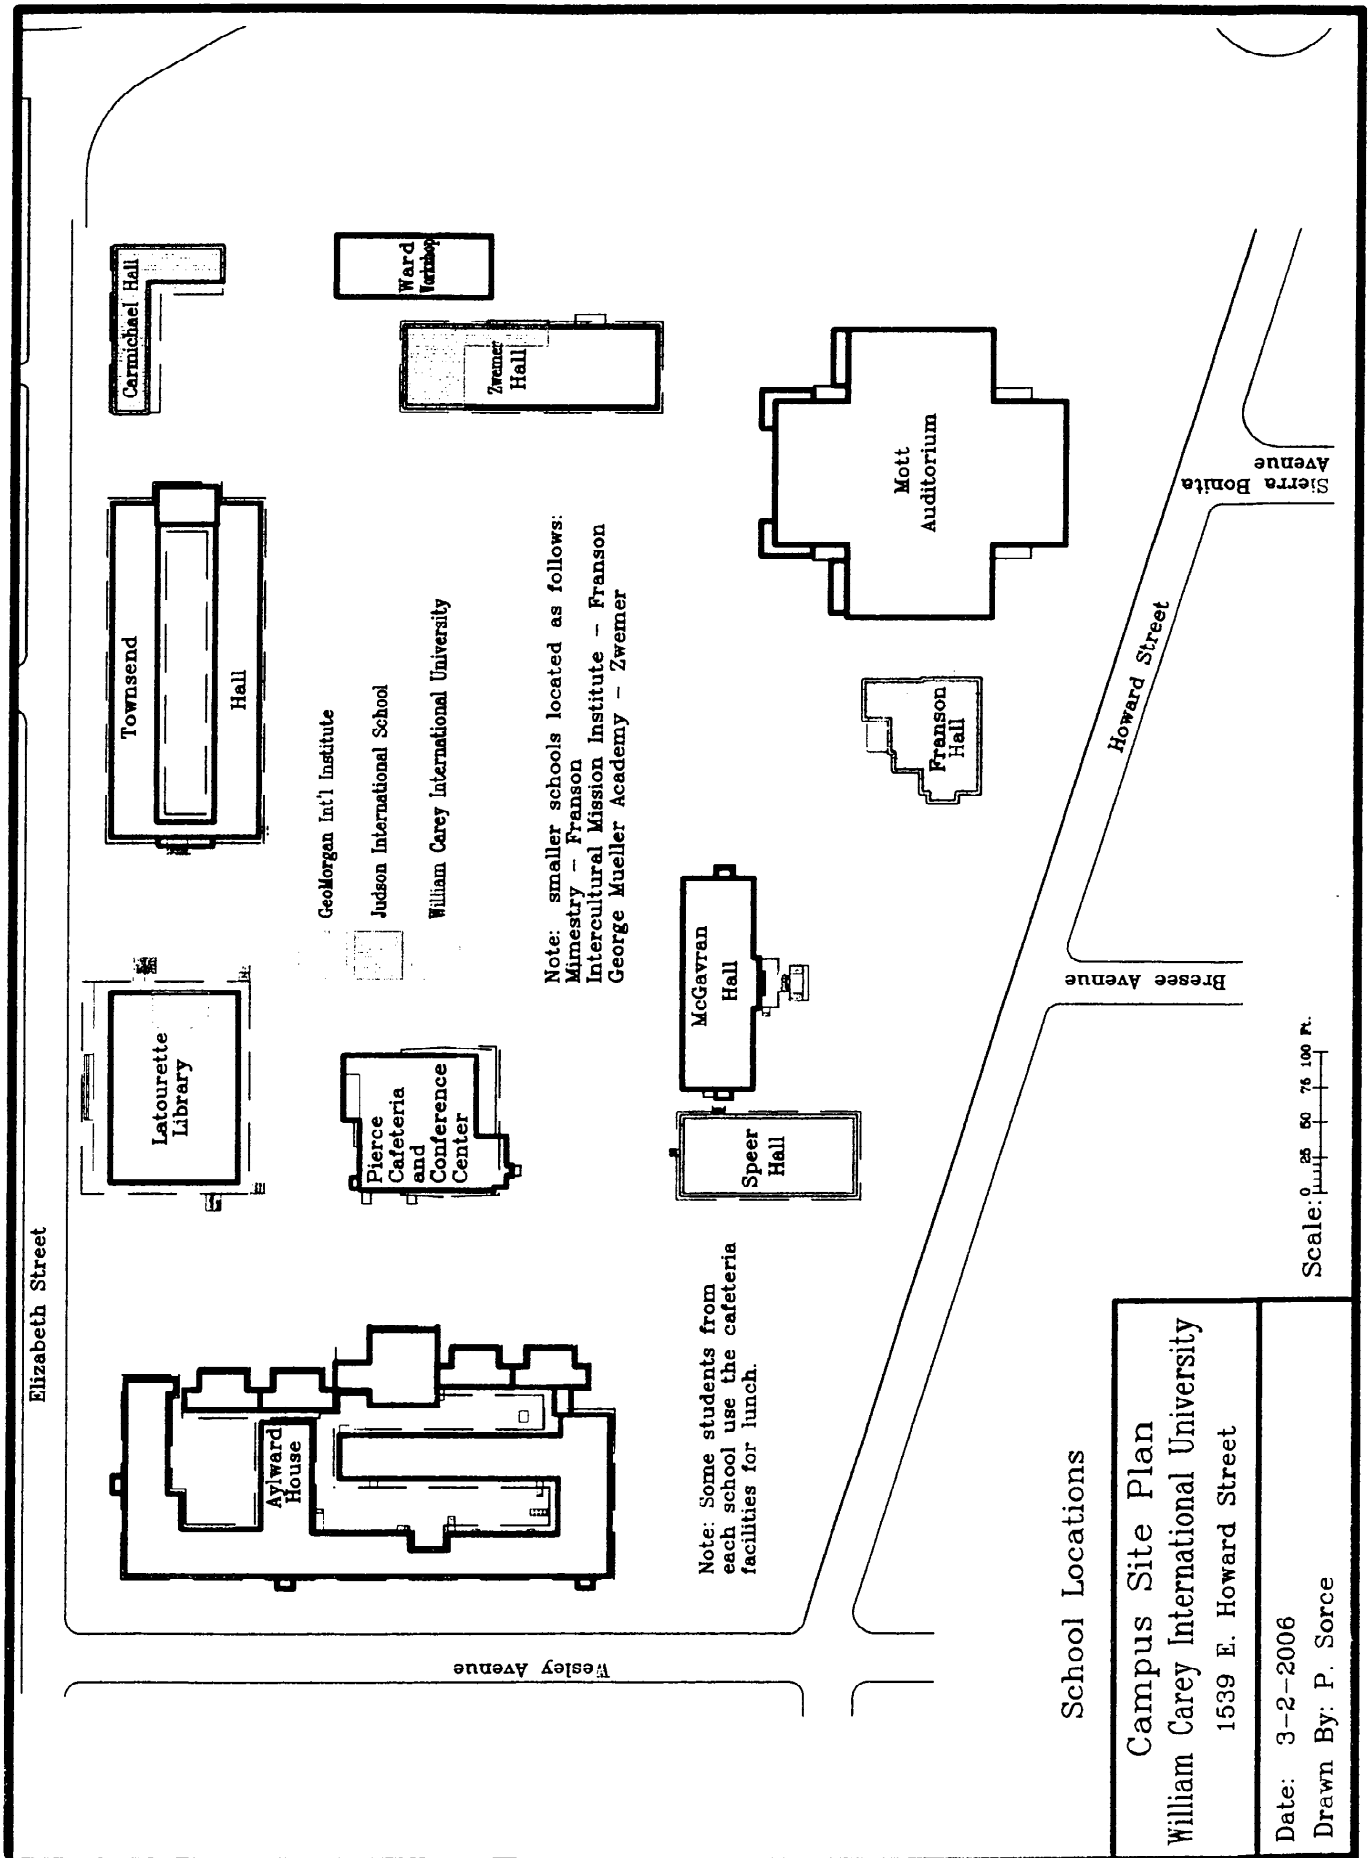 Elizabeth Street
Wesley Avenue
Aylward
House
Latourette
Library
Townsend
Hall
Carmichael Hall
Pierce
Cafeteria
and
Conference
Center
GeoMorgan Int'l Institute
Judson International School
William Carey International University
Ward
Workshop
Zwemer
Hall
Note: smaller schools located as follows:
Mimestry - Franson
Intercultural Mission Institute - Franson
George Mueller Academy - Zwemer
Note: Some students from
each school use the cafeteria
facilities for lunch.
Speer
Hall
McGavran
Hall
Franson
Hall
Mott
Auditorium
Howard Street
Bresee Avenue
Sierra Bonita
Avenue
School Locations
Campus Site Plan
William Carey International University
1539 E. Howard Street
Date: 3-2-2006
Drawn By: P. Sorce
Scale: 0 25 50 75 100 Ft.